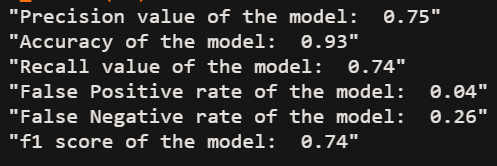 "Precision value of the model:  0.75"
"Accuracy of the model:  0.93"
"Recall value of the model:  0.74"
"False Positive rate of the model:  0.04"
"False Negative rate of the model:  0.26"
"f1 score of the model:  0.74"